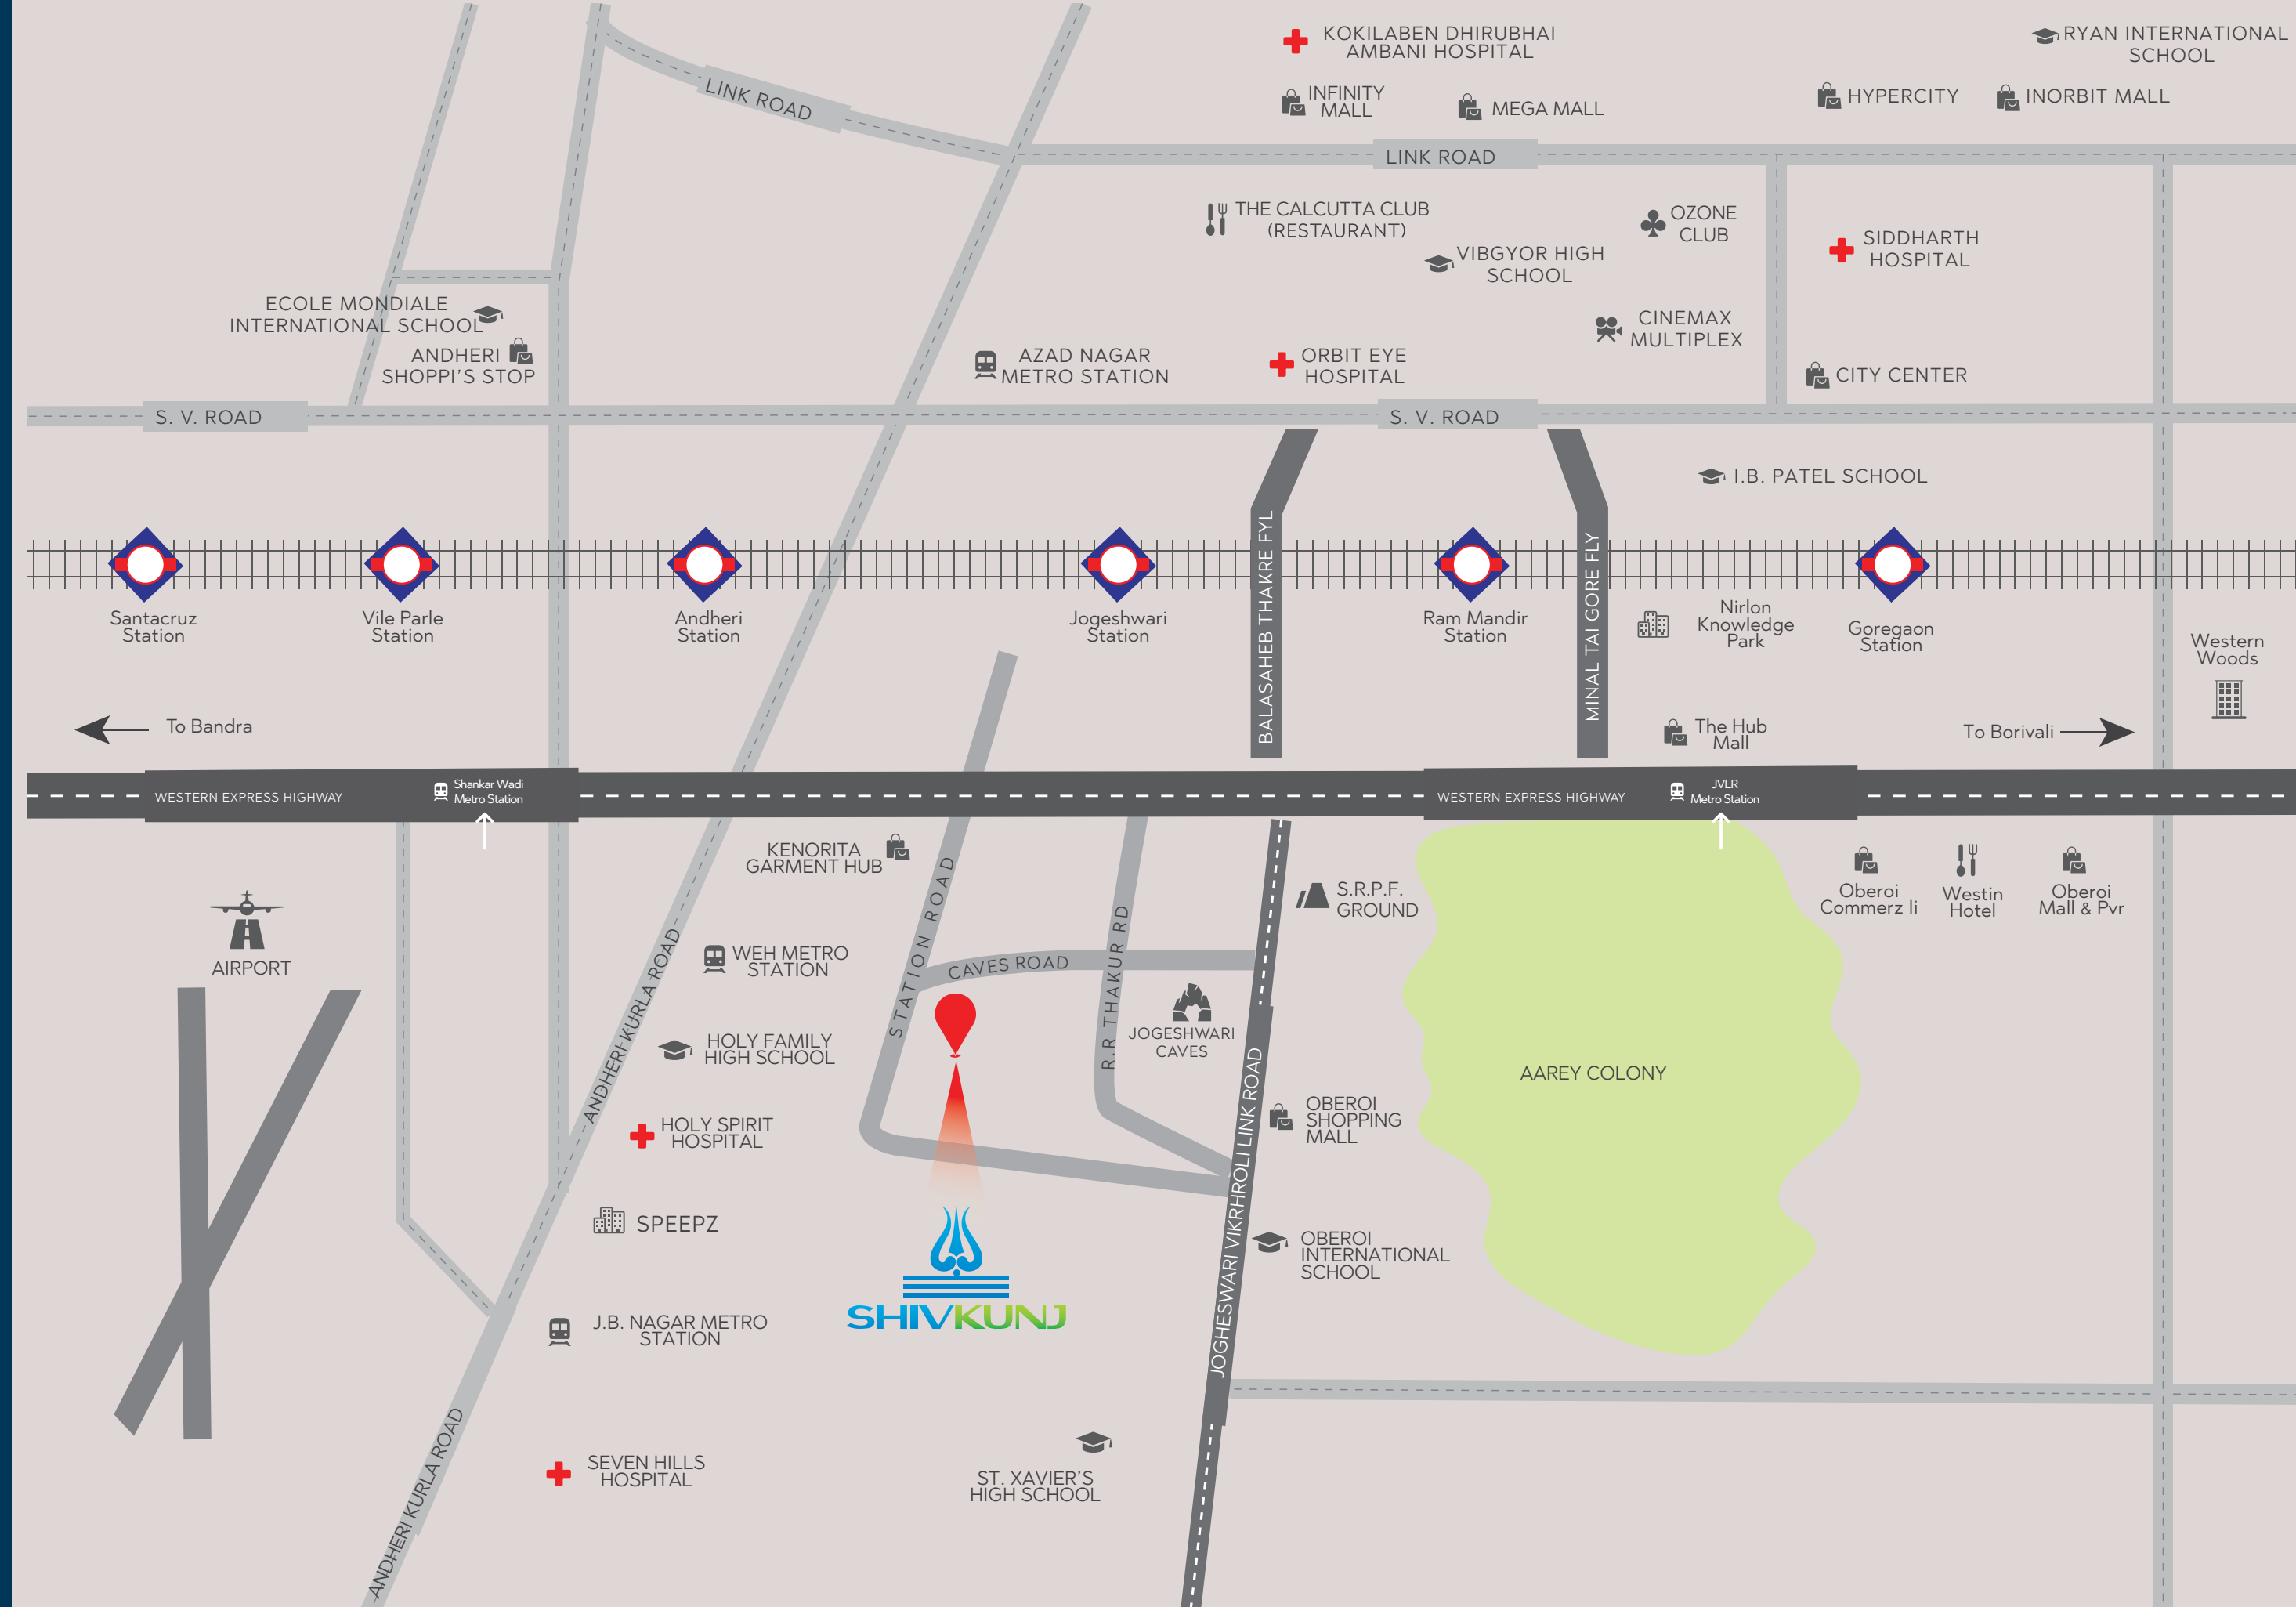 KOKILABEN DHIRUBHAI
AMBANI HOSPITAL
RYAN INTERNATIONAL
SCHOOL
LINK ROAD
INFINITY
MALL
MEGA MALL
HYPERCITY
INORBIT MALL
LINK ROAD
THE CALCUTTA CLUB
(RESTAURANT)
OZONE
CLUB
VIBGYOR HIGH
SCHOOL
SIDDHARTH
HOSPITAL
ECOLE MONDIALE
INTERNATIONAL SCHOOL
CINEMAX
MULTIPLEX
ANDHERI
SHOPPI'S STOP
AZAD NAGAR
METRO STATION
ORBIT EYE
HOSPITAL
CITY CENTER
S. V. ROAD
S. V. ROAD
I.B. PATEL SCHOOL
BALASAHEB THAKRE FYL
MINAL TAI GORE FLY
Santacruz
Station
Vile Parle
Station
Andheri
Station
Jogeshwari
Station
Ram Mandir
Station
Nirlon
Knowledge
Park
Goregaon
Station
Western
Woods
To Bandra
The Hub
Mall
To Borivali
WESTERN EXPRESS HIGHWAY
Shankar Wadi
Metro Station
WESTERN EXPRESS HIGHWAY
JVLR
Metro Station
KENORITA
GARMENT HUB
STATION ROAD
R.R THAKUR RD
S.R.P.F.
GROUND
Oberoi
Commerz Ii
Westin
Hotel
Oberoi
Mall & Pvr
AIRPORT
ANDHERI KURLA ROAD
WEH METRO
STATION
CAVES ROAD
JOGESHWARI
CAVES
HOLY FAMILY
HIGH SCHOOL
AAREY COLONY
HOLY SPIRIT
HOSPITAL
JOGHESWARI VIKRHROLI LINK ROAD
OBEROI
SHOPPING
MALL
SPEEPZ
OBEROI
INTERNATIONAL
SCHOOL
SHIVKUNJ
J.B. NAGAR METRO
STATION
ANDHERI KURLA ROAD
SEVEN HILLS
HOSPITAL
ST. XAVIER'S
HIGH SCHOOL